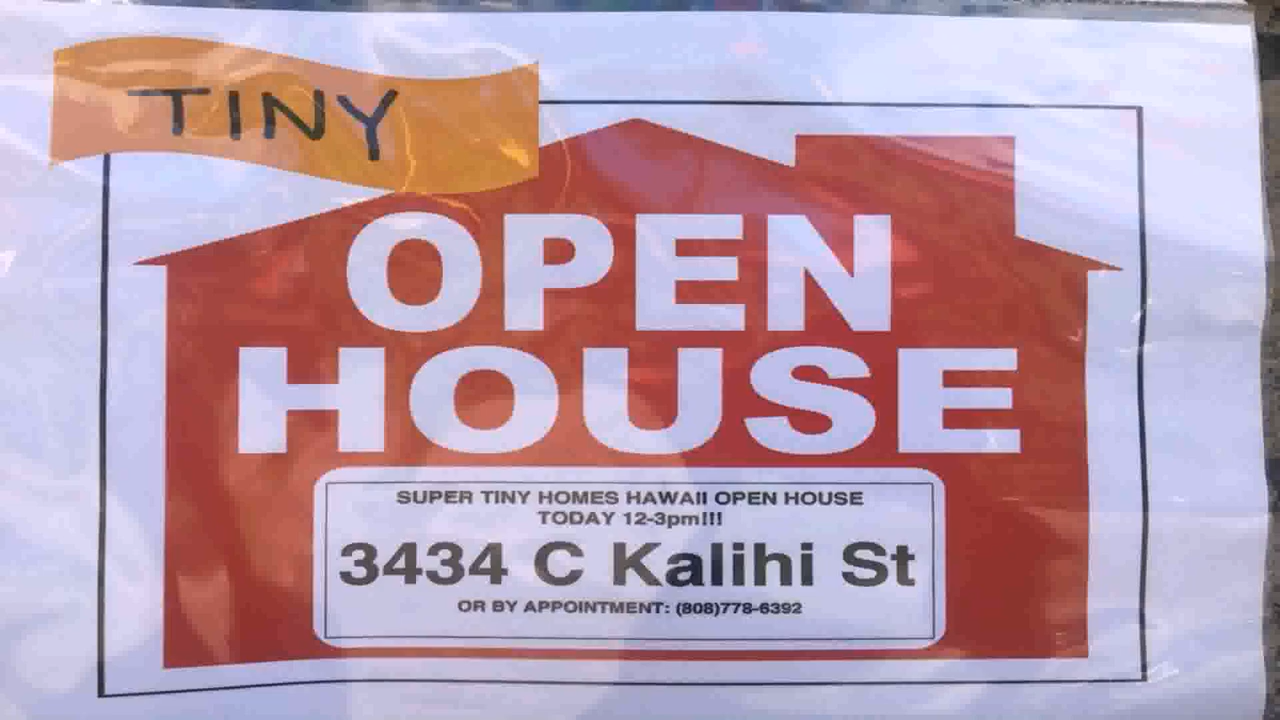 TINY
OPEN
HOUSE
SUPER TINY HOMES HAWAII OPEN HOUSE
TODAY 12-3pm!!!
3434 C Kalihi St
OR BY APPOINTMENT: (808)778-6392